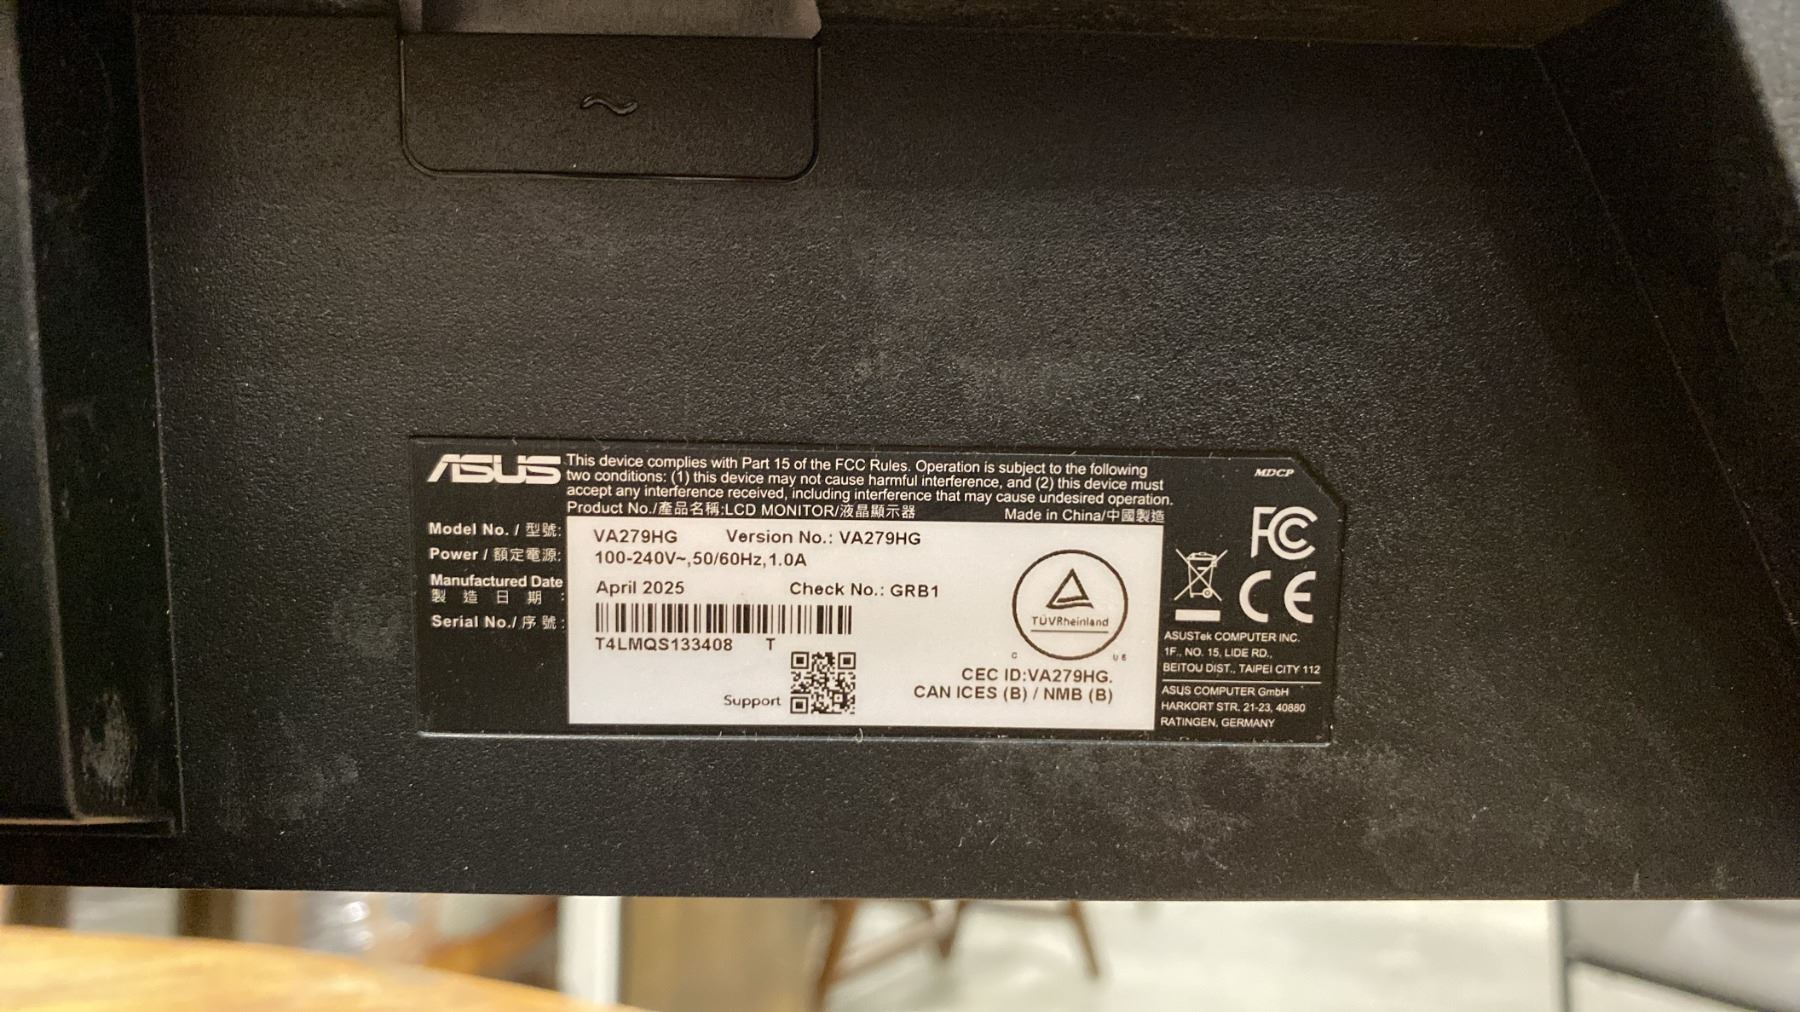 ~
ASUS
This device complies with Part 15 of the FCC Rules. Operation is subject to the following
two conditions: (1) this device may not cause harmful interference, and (2) this device must
accept any interference received, including interference that may cause undesired operation.
MDCP
Product No./產品名稱:LCD MONITOR/液晶顯示器 Made in China/中國製造
Model No. / 型號: VA279HG Version No.: VA279HG
Power / 額定電源: 100-240V~,50/60Hz,1.0A
Manufactured Date
製造日期: April 2025 Check No.: GRB1
Serial No./序號: T4LMQS133408 T
Support
TÜVRheinland
C US
CEC ID:VA279HG.
CAN ICES (B) / NMB (B)
FC
CE
ASUSTek COMPUTER INC.
1F., NO. 15, LIDE RD.,
BEITOU DIST., TAIPEI CITY 112
ASUS COMPUTER GmbH
HARKORT STR. 21-23, 40880
RATINGEN, GERMANY